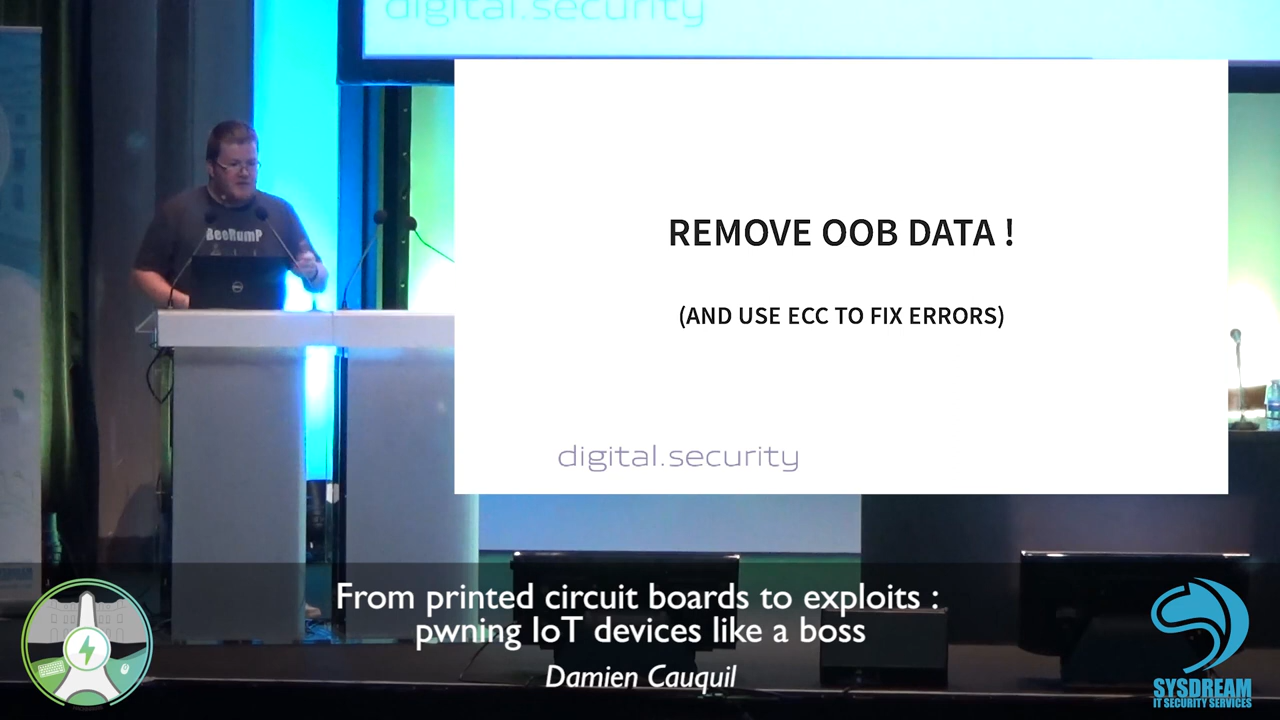 digital.security
REMOVE OOB DATA !
(AND USE ECC TO FIX ERRORS)
digital.security
BeeRumP
DELL
From printed circuit boards to exploits :
pwning IoT devices like a boss
Damien Cauquil
SYSDREAM
IT SECURITY SERVICES